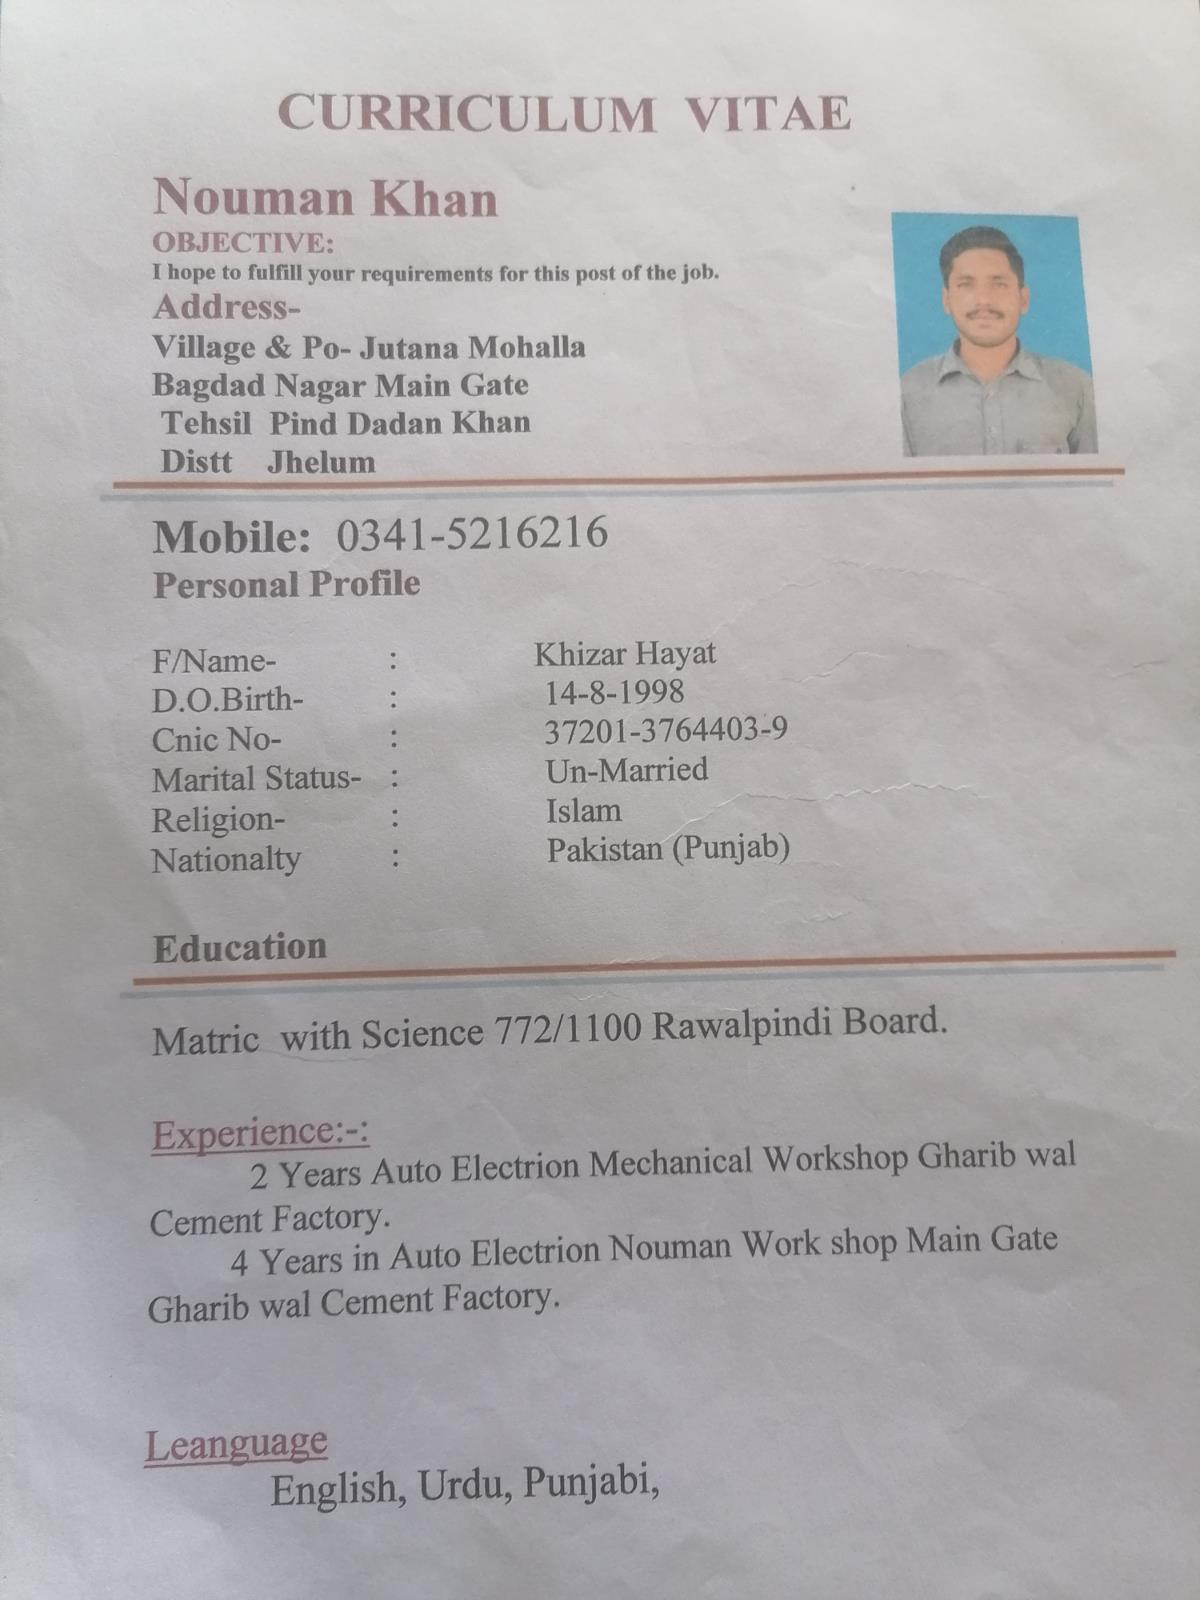 CURRICULUM VITAE
Nouman Khan
OBJECTIVE:
I hope to fulfill your requirements for this post of the job.
Address-
Village & Po- Jutana Mohalla
Bagdad Nagar Main Gate
Tehsil Pind Dadan Khan
Distt Jhelum
Mobile: 0341-5216216
Personal Profile
F/Name- : Khizar Hayat
D.O.Birth- : 14-8-1998
Cnic No- : 37201-3764403-9
Marital Status- : Un-Married
Religion- : Islam
Nationalty : Pakistan (Punjab)
Education
Matric with Science 772/1100 Rawalpindi Board.
Experience:-:
2 Years Auto Electrion Mechanical Workshop Gharib wal
Cement Factory.
4 Years in Auto Electrion Nouman Work shop Main Gate
Gharib wal Cement Factory.
Leanguage
English, Urdu, Punjabi,